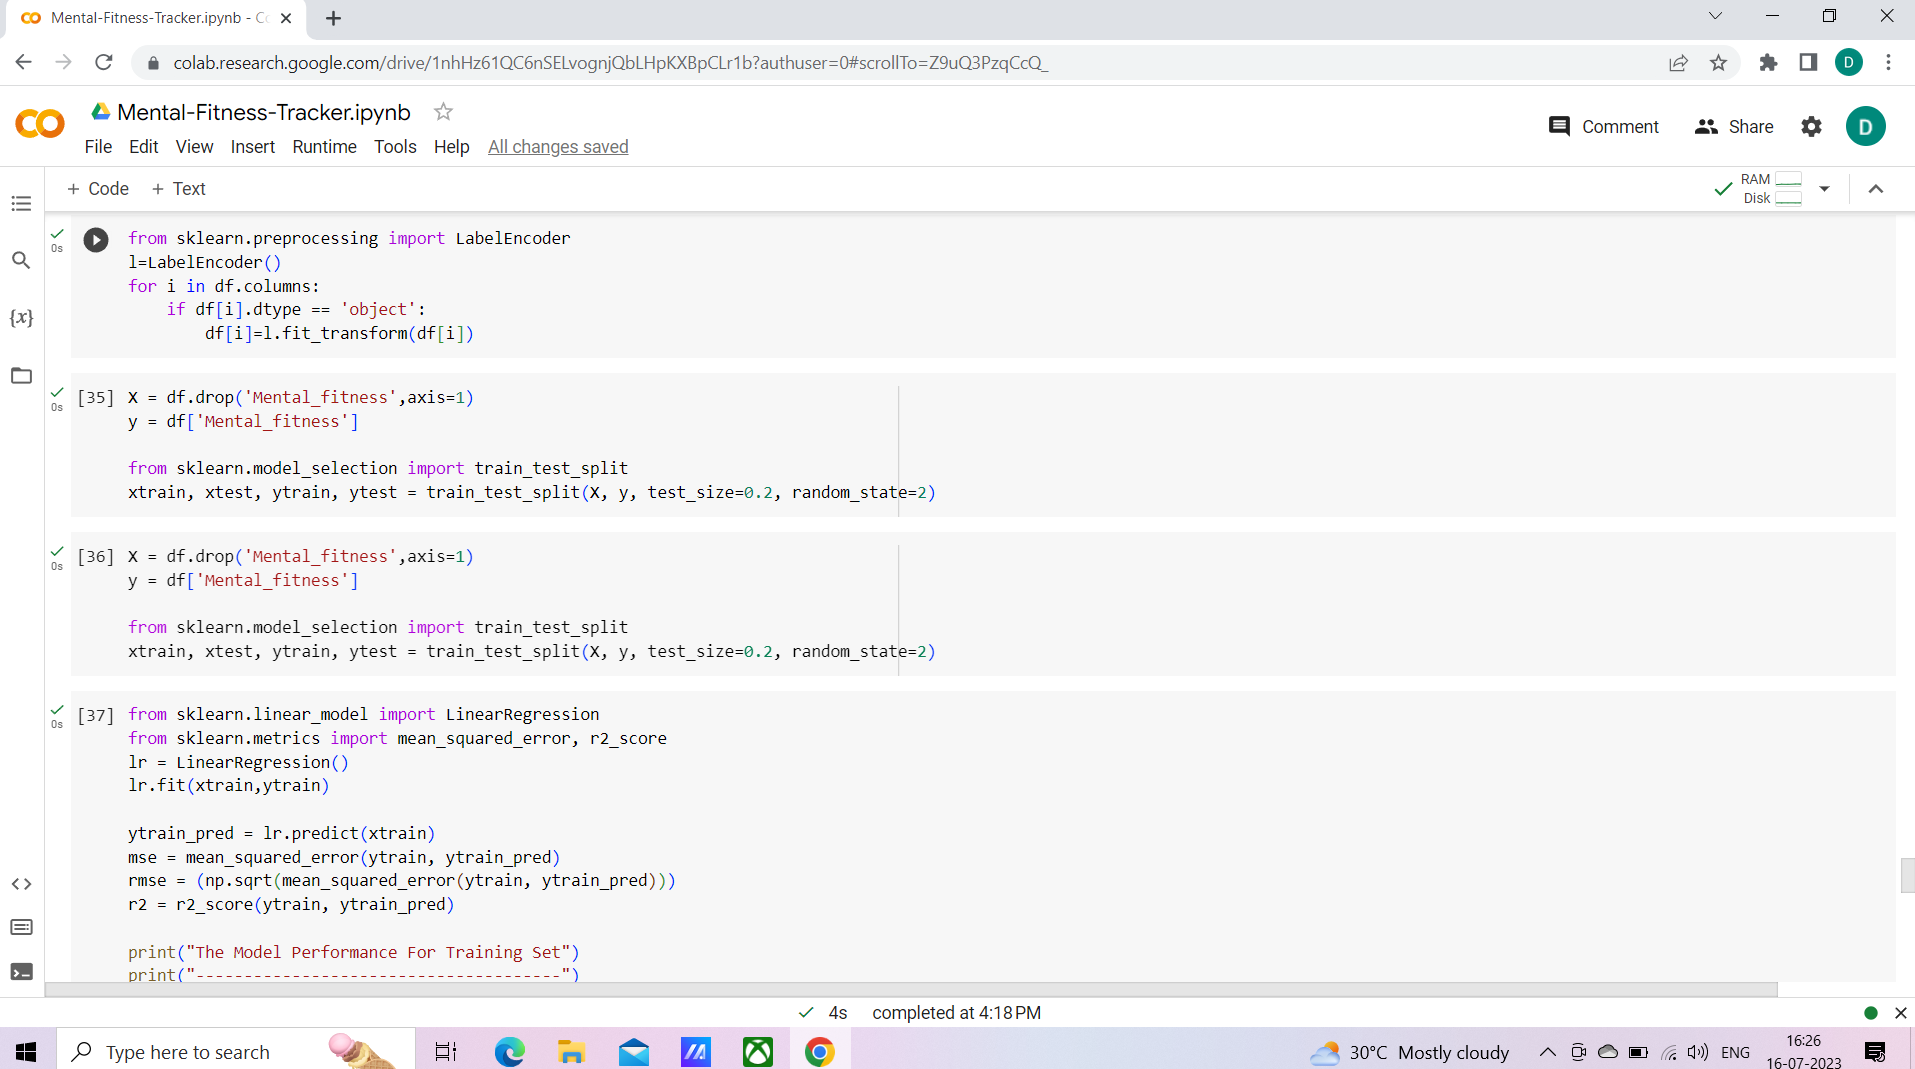 Mental-Fitness-Tracker.ipynb - Co
colab.research.google.com/drive/1nhHz61QC6nSELvognjQbLHpKXBpCLr1b?authuser=0#scrollTo=Z9uQ3PzqCcQ_
D
Mental-Fitness-Tracker.ipynb
Comment
Share
D
File Edit View Insert Runtime Tools Help All changes saved
+ Code + Text
RAM
Disk
0s
from sklearn.preprocessing import LabelEncoder
l=LabelEncoder()
for i in df.columns:
    if df[i].dtype == 'object':
        df[i]=l.fit_transform(df[i])
{x}
0s
[35] X = df.drop('Mental_fitness',axis=1)
y = df['Mental_fitness']
from sklearn.model_selection import train_test_split
xtrain, xtest, ytrain, ytest = train_test_split(X, y, test_size=0.2, random_state=2)
0s
[36] X = df.drop('Mental_fitness',axis=1)
y = df['Mental_fitness']
from sklearn.model_selection import train_test_split
xtrain, xtest, ytrain, ytest = train_test_split(X, y, test_size=0.2, random_state=2)
0s
[37] from sklearn.linear_model import LinearRegression
from sklearn.metrics import mean_squared_error, r2_score
lr = LinearRegression()
lr.fit(xtrain,ytrain)
ytrain_pred = lr.predict(xtrain)
mse = mean_squared_error(ytrain, ytrain_pred)
rmse = (np.sqrt(mean_squared_error(ytrain, ytrain_pred)))
r2 = r2_score(ytrain, ytrain_pred)
print("The Model Performance For Training Set")
print("--------------------------------------")
4s completed at 4:18 PM
Type here to search
30°C Mostly cloudy
ENG
16:26
16-07-2023